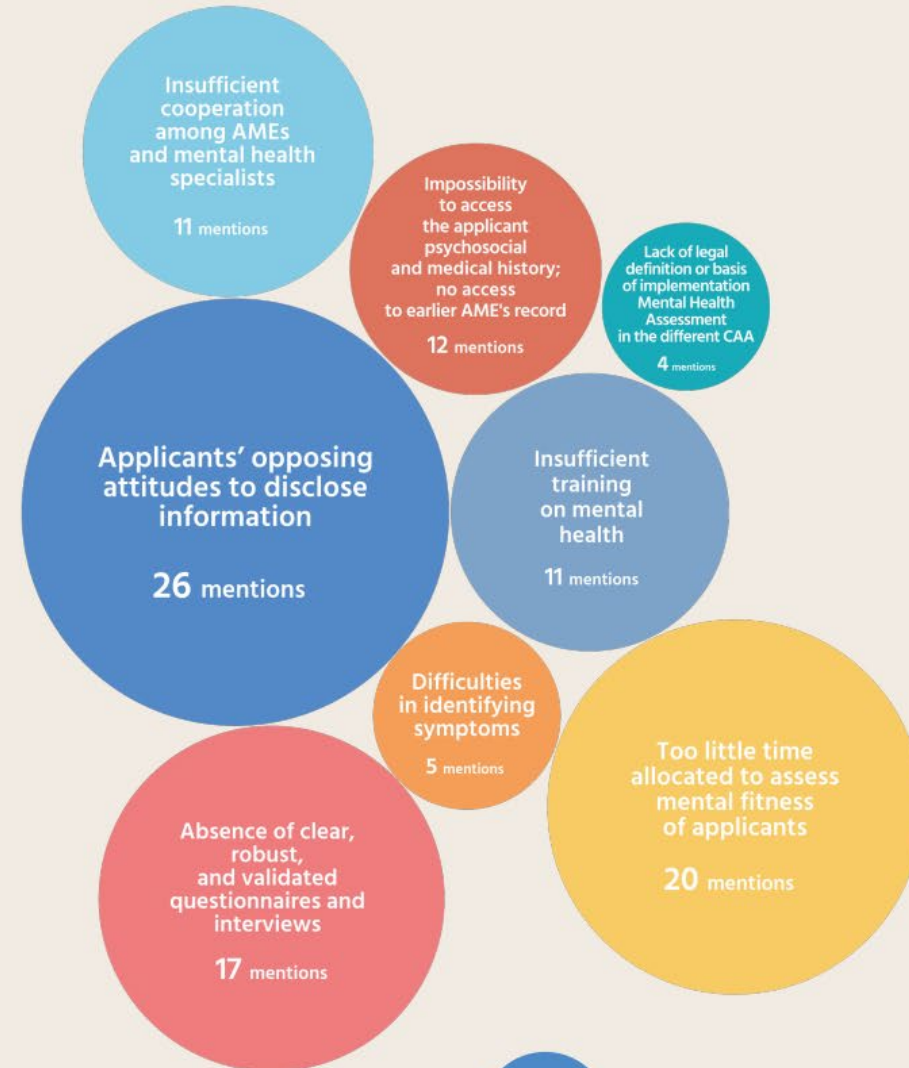 Insufficient
cooperation
among AMEs
and mental health
specialists
11 mentions
Impossibility
to access
the applicant
psychosocial
and medical history;
no access
to earlier AME's record
12 mentions
Lack of legal
definition or basis
of implementation
Mental Health
Assessment
in the different CAA
4 mentions
Applicants’ opposing
attitudes to disclose
information
26 mentions
Insufficient
training
on mental
health
11 mentions
Difficulties
in identifying
symptoms
5 mentions
Too little time
allocated to assess
mental fitness
of applicants
20 mentions
Absence of clear,
robust,
and validated
questionnaires and
interviews
17 mentions